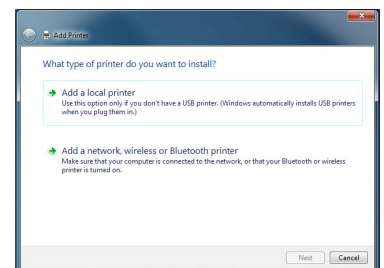 Add Printer
What type of printer do you want to install?
Add a local printer
Use this option only if you don't have a USB printer. (Windows automatically installs USB printers
when you plug them in.)
Add a network, wireless or Bluetooth printer
Make sure that your computer is connected to the network, or that your Bluetooth or wireless
printer is turned on.
Next Cancel